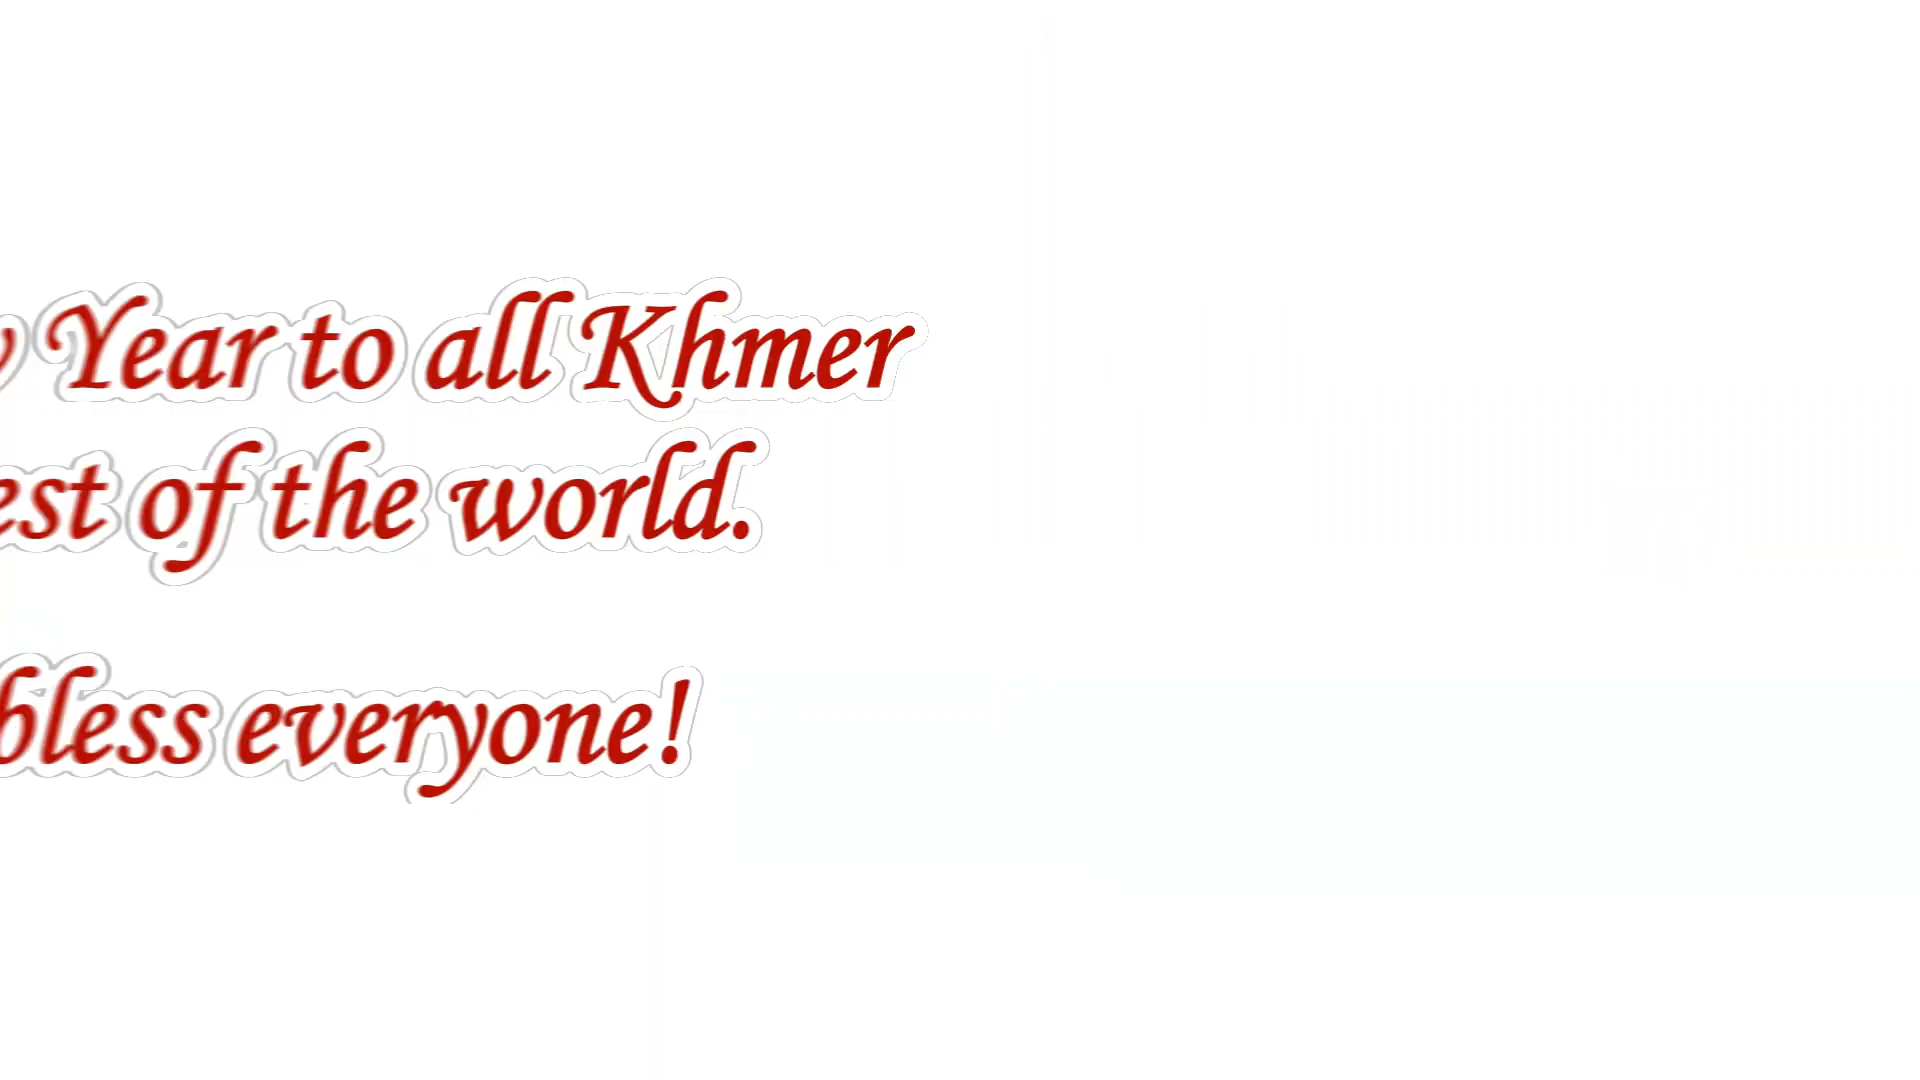 Year to all Khmer
est of the world.
bless everyone!